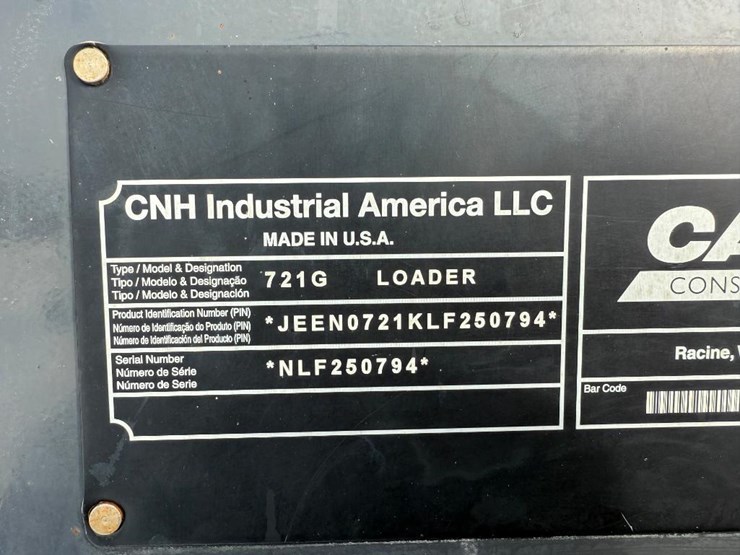 CNH Industrial America LLC
MADE IN U.S.A.
Type / Model & Designation
Tipo / Modelo & Designação
Tipo / Modelo & Designación
721G LOADER
Product Identification Number (PIN)
Número de Identificação do Produto (PIN)
Número de Identificación del Producto (PIN)
*JEEN0721KLF250794*
Serial Number
Número de Série
Número de Serie
*NLF250794*
CA
CONS
Racine,
Bar Code